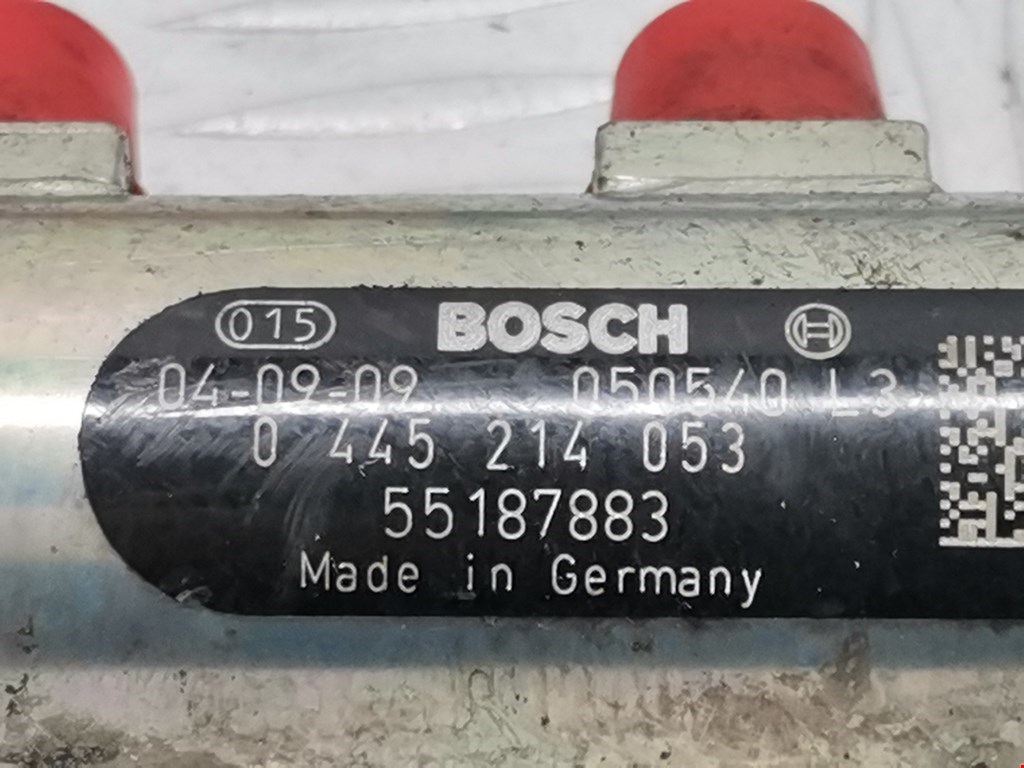 015 BOSCH
04-09-09 050540 L3
0 445 214 053
55187883
Made in Germany